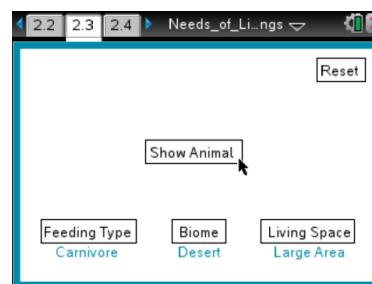 2.2 2.3 2.4 Needs_of_Li...ngs
Reset
Show Animal
Feeding Type Biome Living Space
Carnivore Desert Large Area